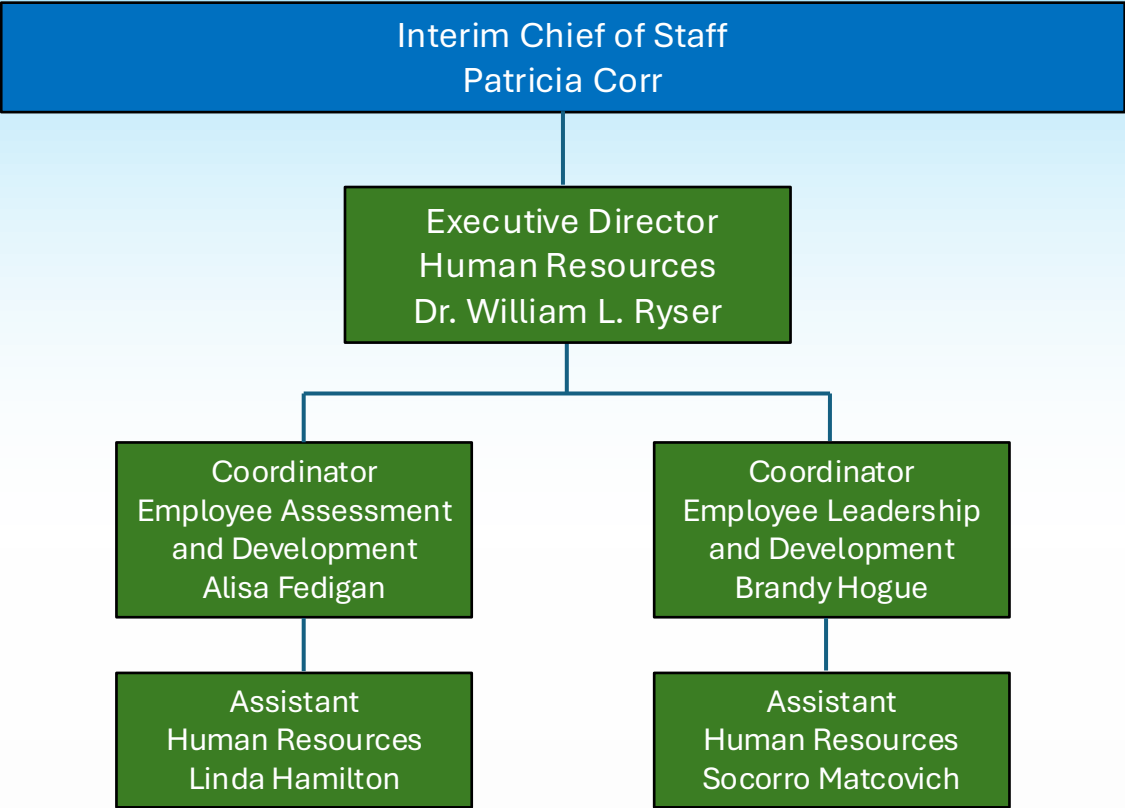 Interim Chief of Staff
Patricia Corr
Executive Director
Human Resources
Dr. William L. Ryser
Coordinator
Employee Assessment
and Development
Alisa Fedigan
Coordinator
Employee Leadership
and Development
Brandy Hogue
Assistant
Human Resources
Linda Hamilton
Assistant
Human Resources
Socorro Matcovich